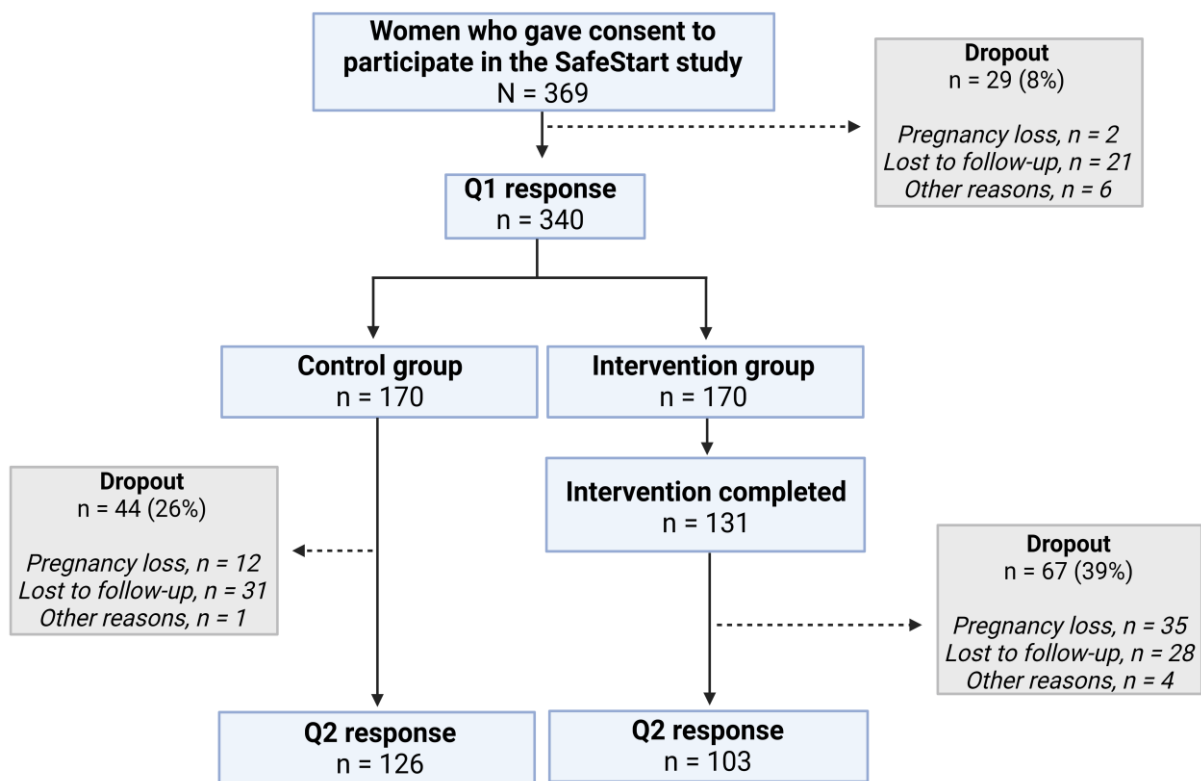 Women who gave consent to
participate in the SafeStart study
N = 369
Dropout
n = 29 (8%)
Pregnancy loss, n = 2
Lost to follow-up, n = 21
Other reasons, n = 6
Q1 response
n = 340
Control group
n = 170
Intervention group
n = 170
Intervention completed
n = 131
Dropout
n = 44 (26%)
Pregnancy loss, n = 12
Lost to follow-up, n = 31
Other reasons, n = 1
Dropout
n = 67 (39%)
Pregnancy loss, n = 35
Lost to follow-up, n = 28
Other reasons, n = 4
Q2 response
n = 126
Q2 response
n = 103